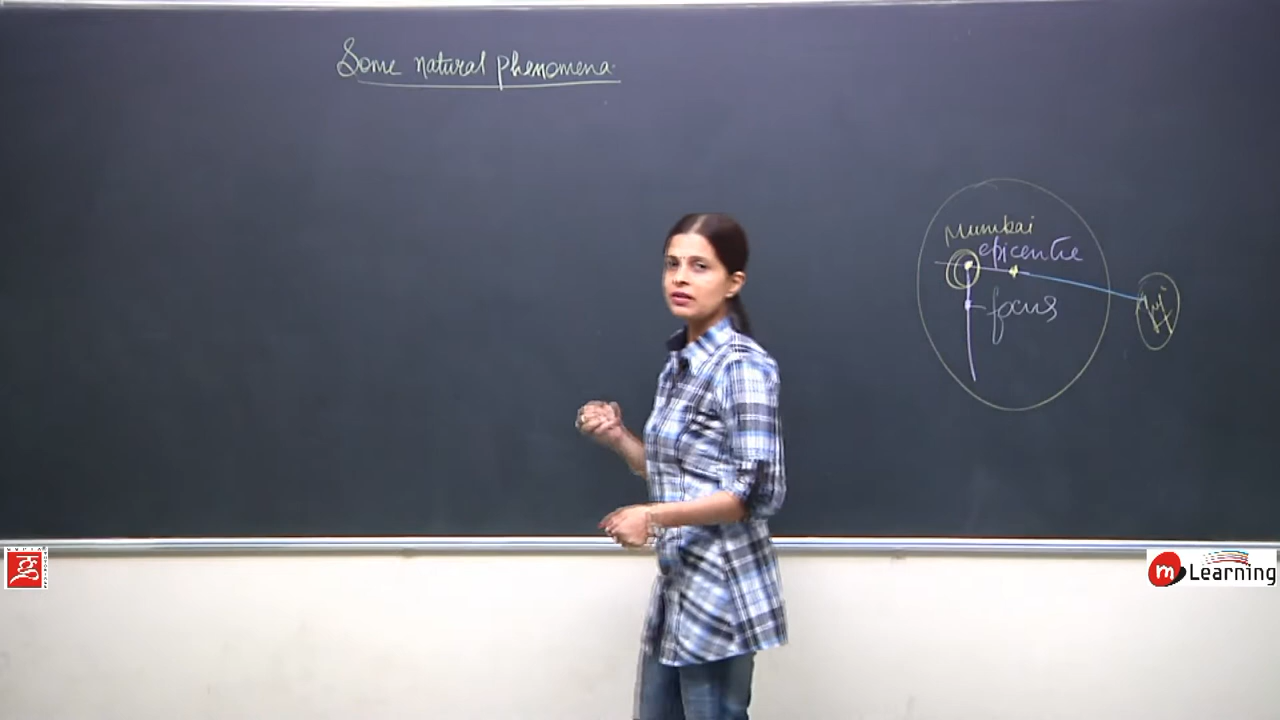 Some natural phenomena.
Mumbai
epicentre
focus
m Learning